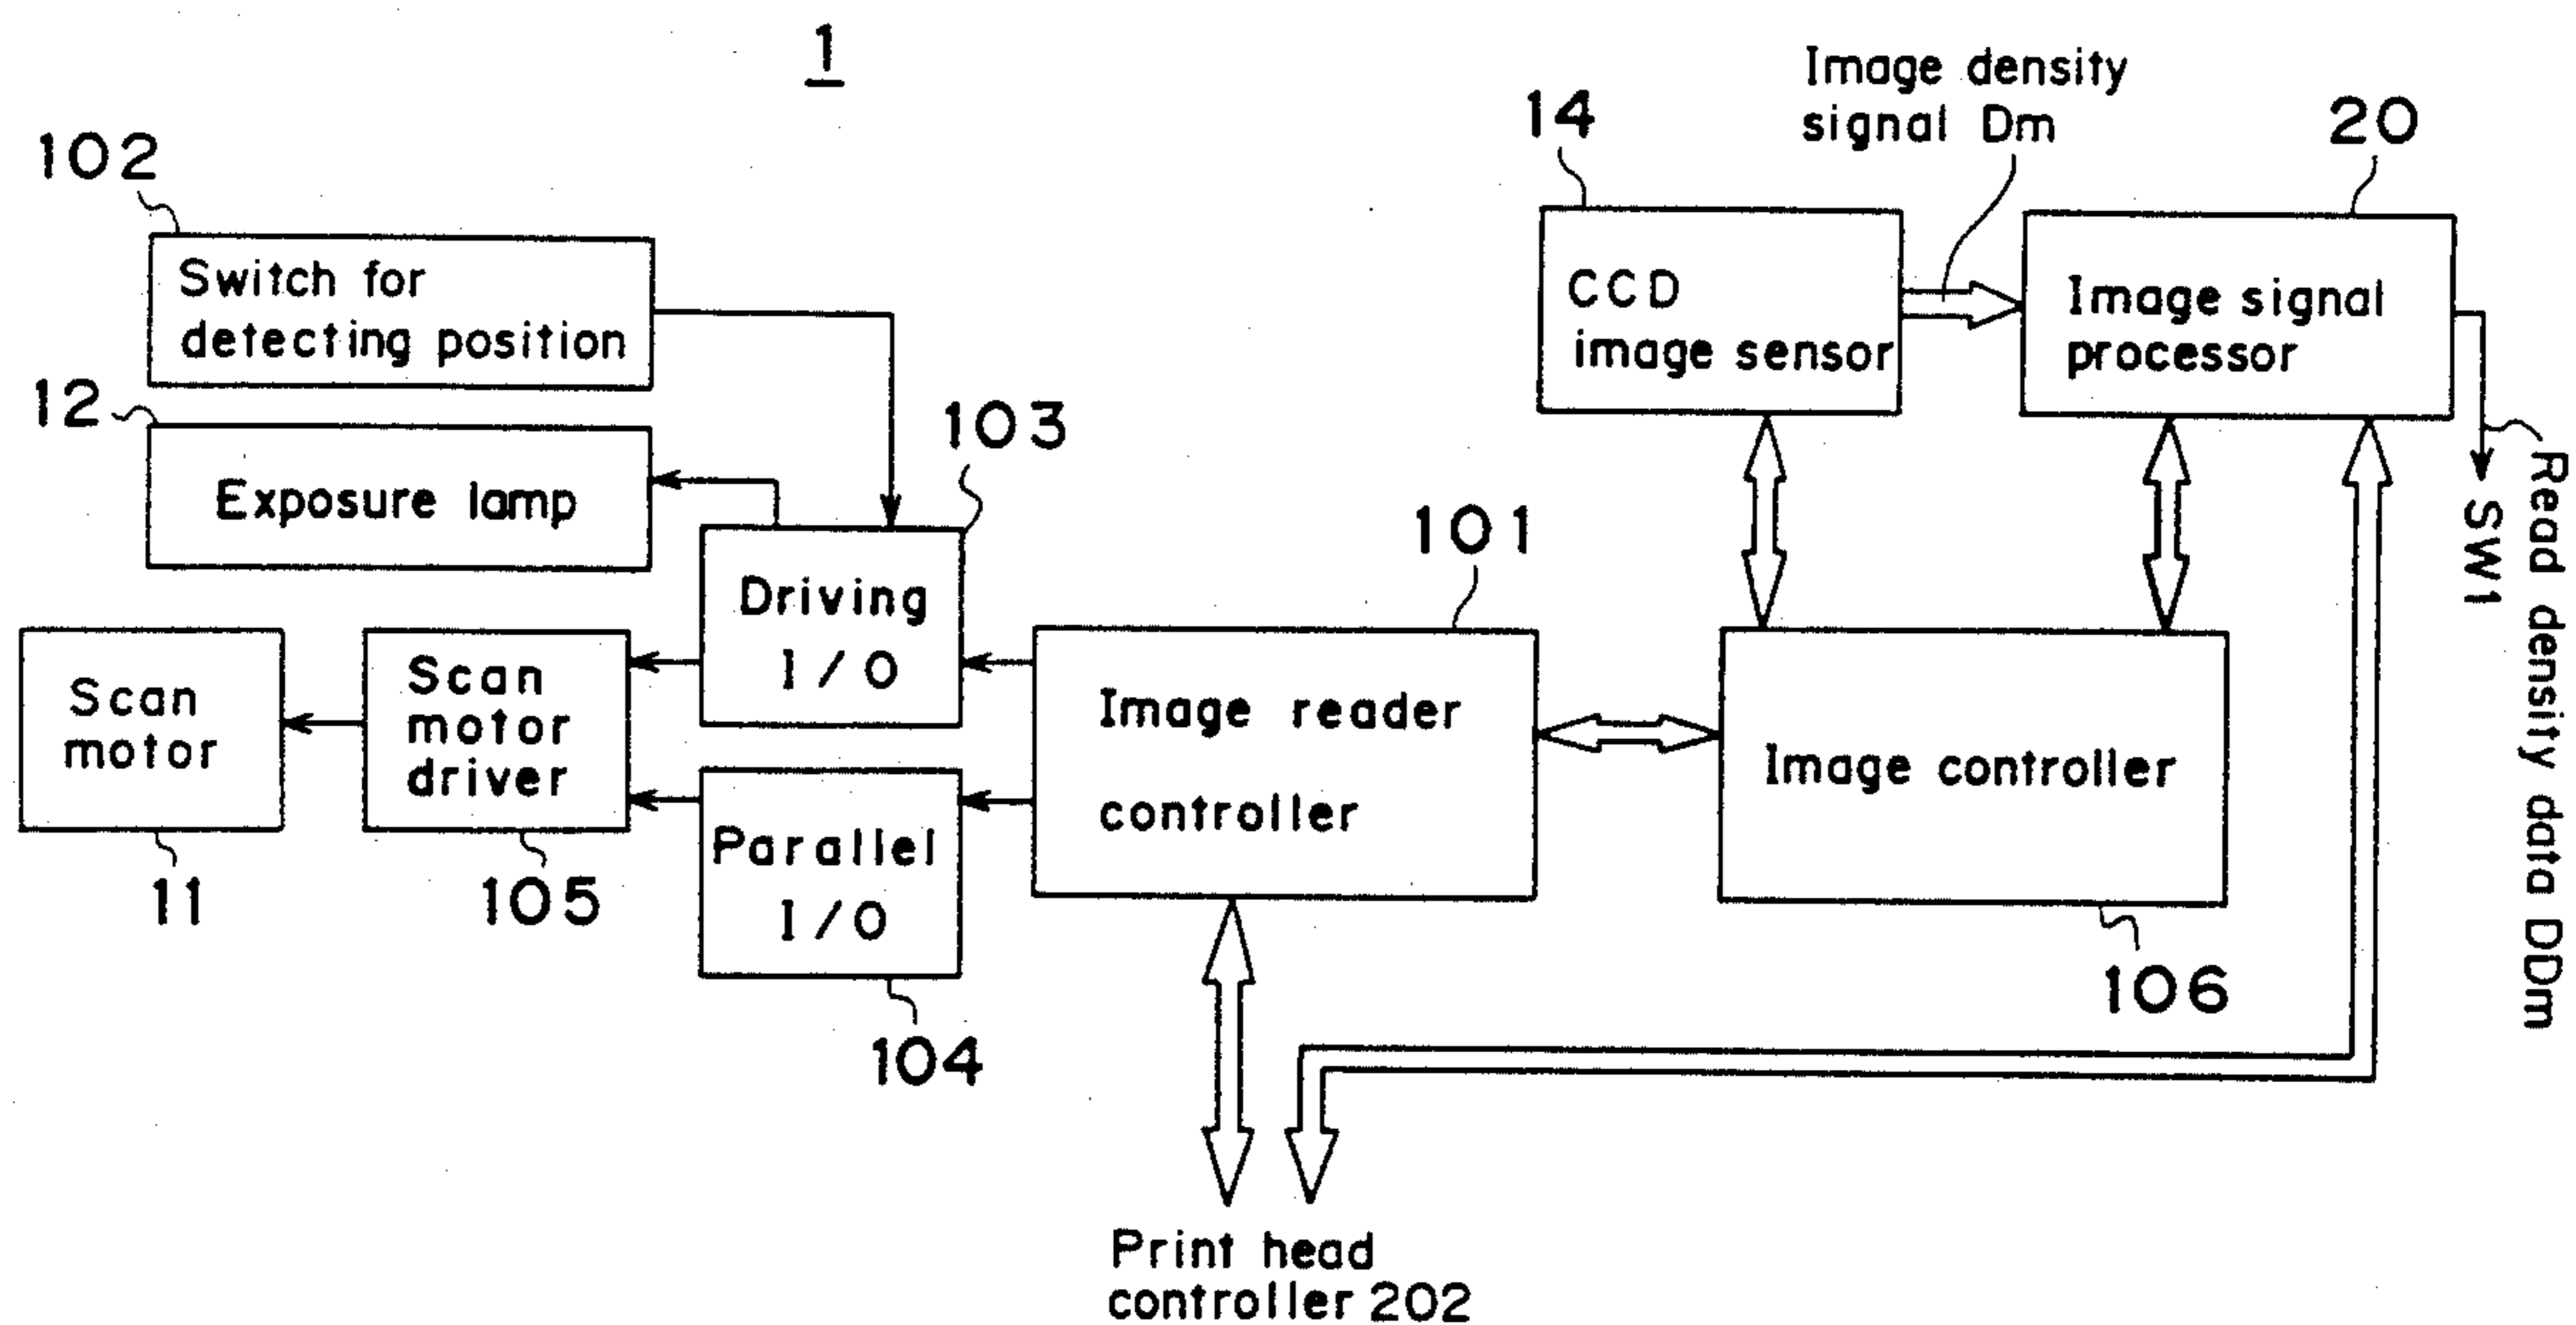 1
Image density
signal Dm
14
20
102
Switch for
detecting position
CCD
image sensor
Image signal
processor
12
Exposure lamp
103
101
SW1
Read density data DDm
Driving
I/O
Scan
motor
Scan
motor
driver
Image reader
controller
Image controller
Parallel
I/O
11
105
104
106
Print head
controller 202